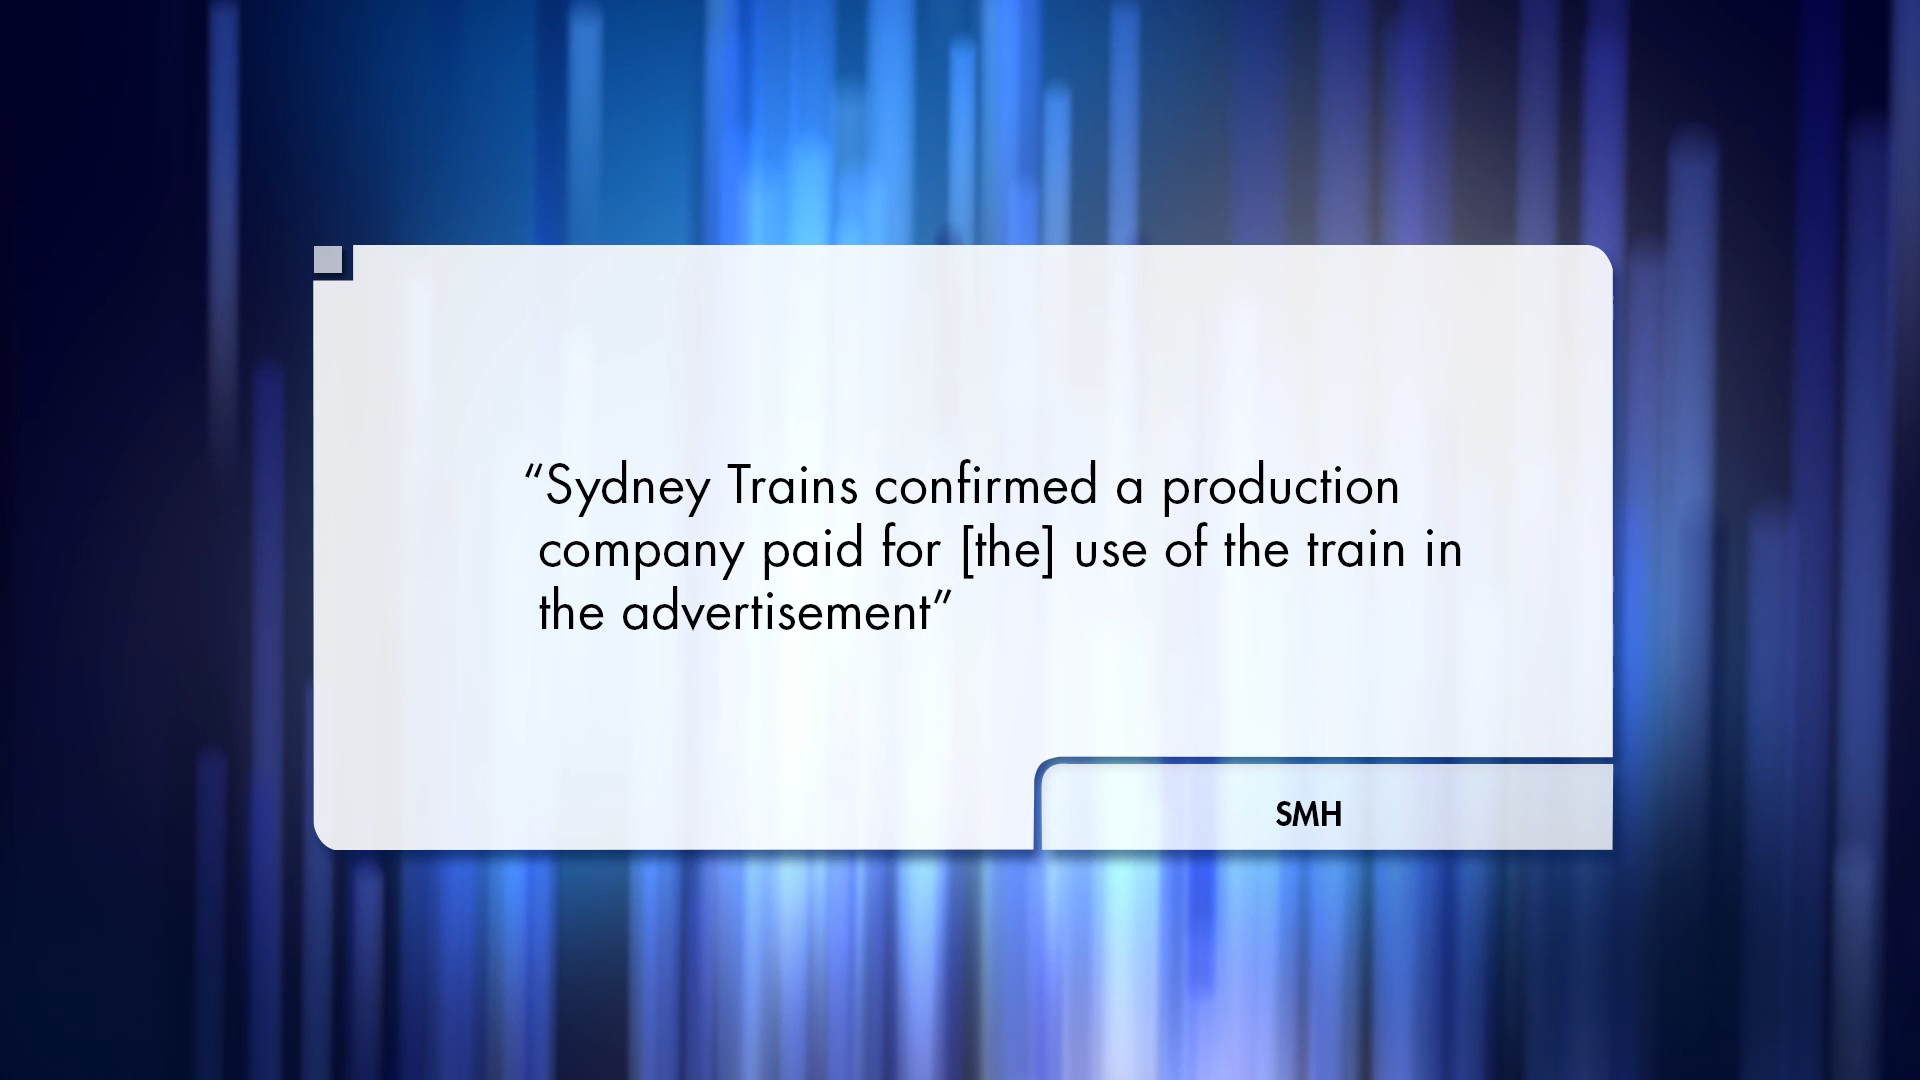 “Sydney Trains confirmed a production
company paid for [the] use of the train in
the advertisement”
SMH